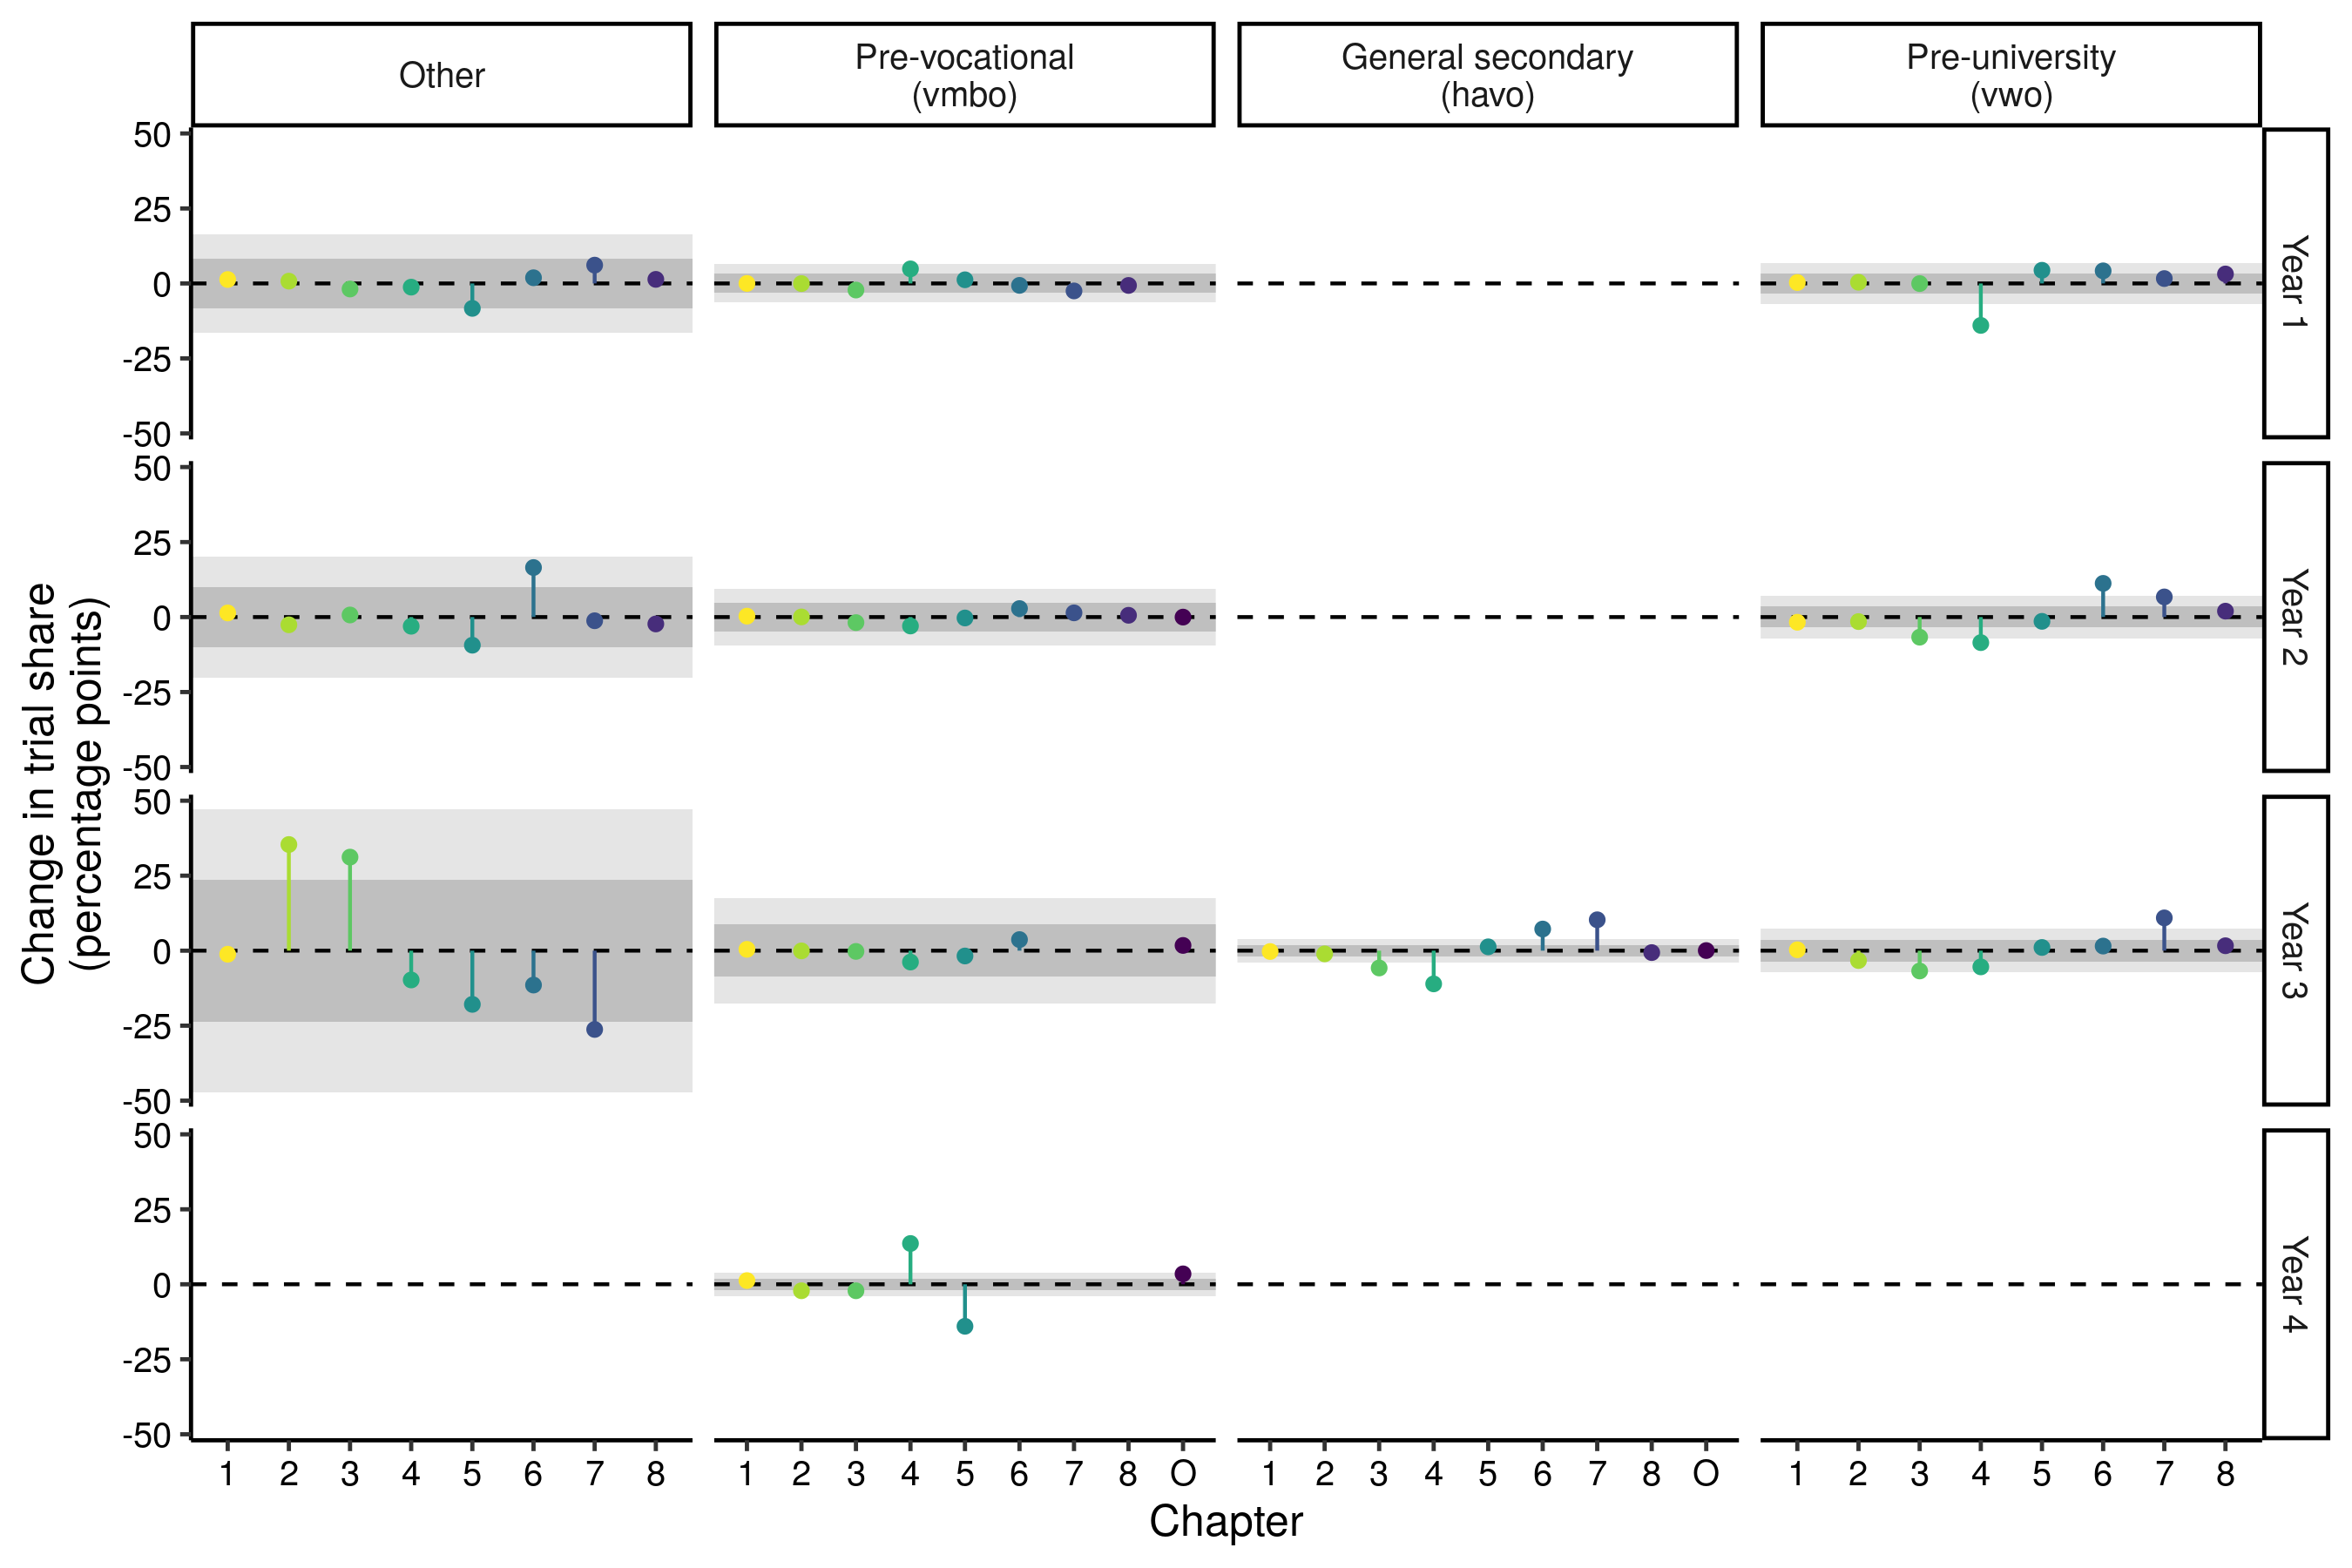 Other
Pre-vocational
(vmbo)
General secondary
(havo)
Pre-university
(vwo)
50
25
0
-25
-50
Year 1
50
25
0
-25
-50
Year 2
50
25
0
-25
-50
Year 3
50
25
0
-25
-50
Year 4
Change in trial share
(percentage points)
1 2 3 4 5 6 7 8
1 2 3 4 5 6 7 8 O
1 2 3 4 5 6 7 8 O
1 2 3 4 5 6 7 8
Chapter